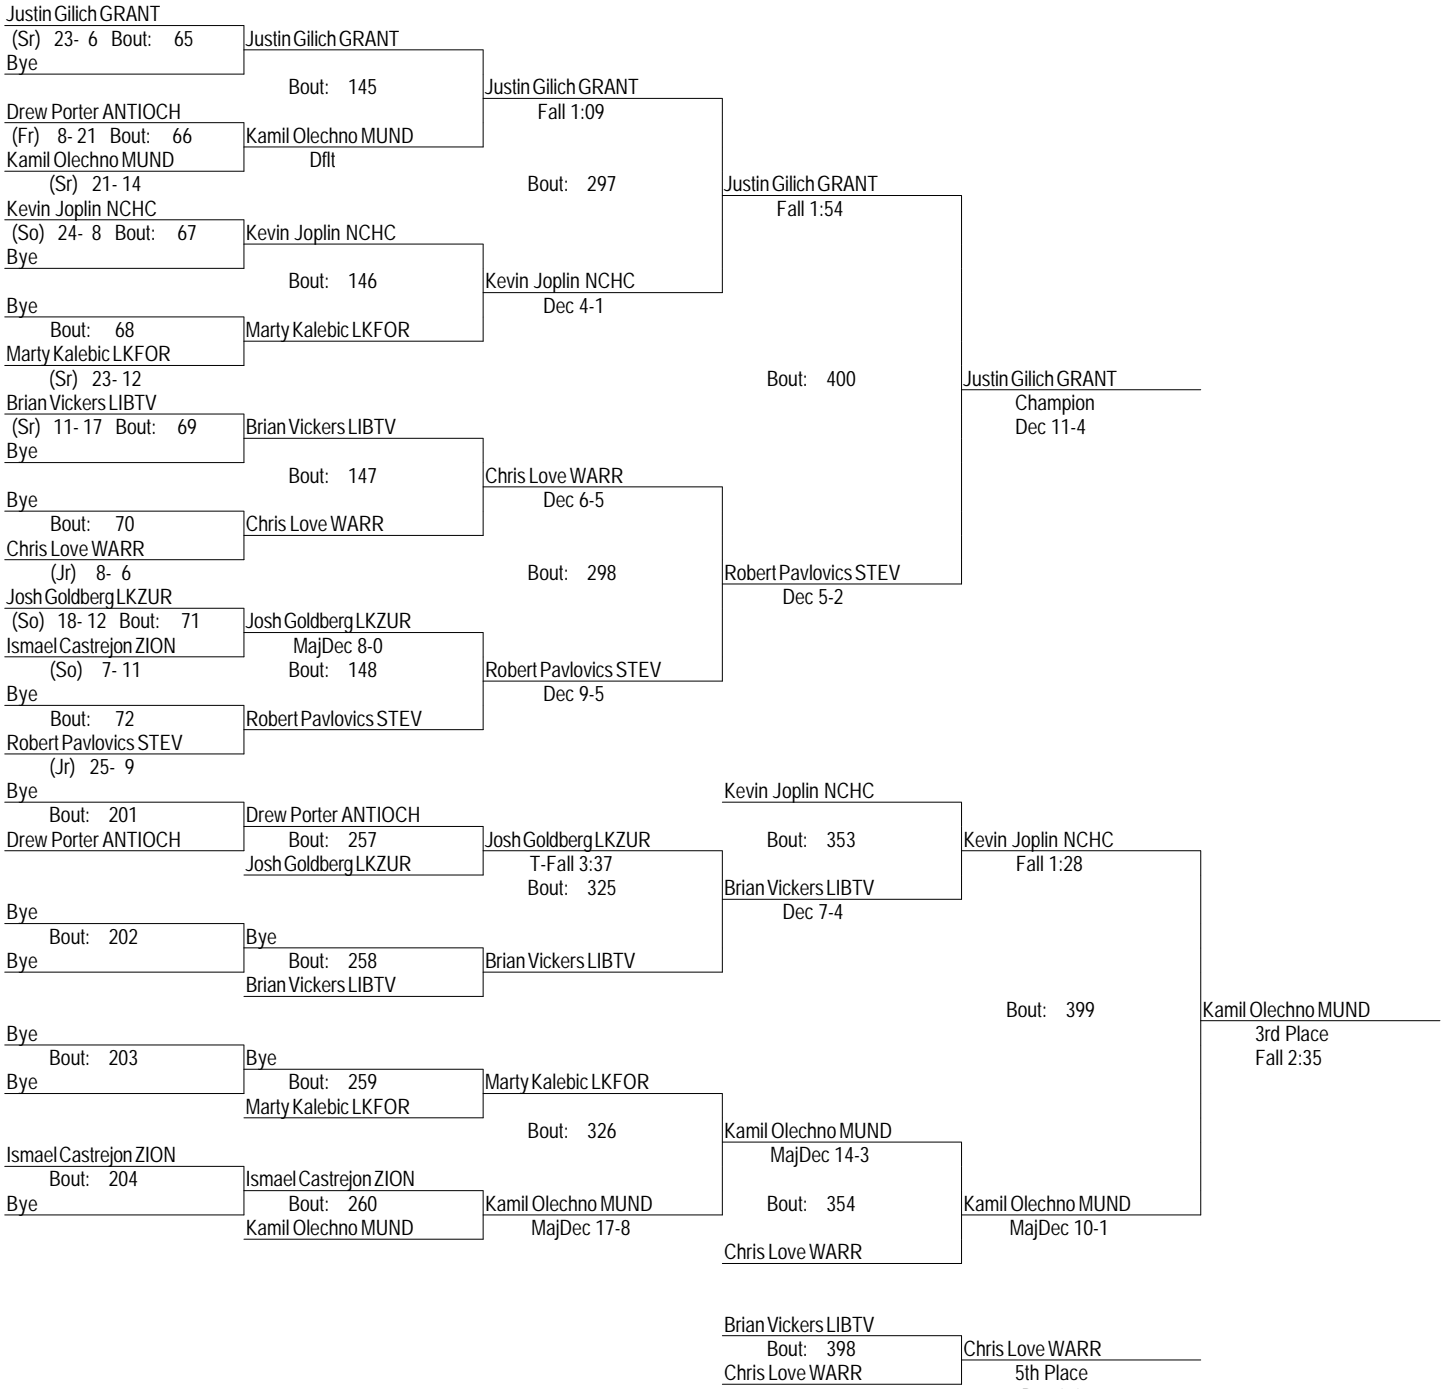 Justin Gilich GRANT
(Sr) 23- 6 Bout: 65 Justin Gilich GRANT
Bye
Bout: 145 Justin Gilich GRANT
Drew Porter ANTIOCH Fall 1:09
(Fr) 8- 21 Bout: 66 Kamil Olechno MUND
Kamil Olechno MUND Dflt
(Sr) 21- 14 Bout: 297 Justin Gilich GRANT
Kevin Joplin NCHC Fall 1:54
(So) 24- 8 Bout: 67 Kevin Joplin NCHC
Bye
Bout: 146 Kevin Joplin NCHC
Bye Dec 4-1
Bout: 68 Marty Kalebic LKFOR
Marty Kalebic LKFOR
(Sr) 23- 12 Bout: 400 Justin Gilich GRANT
Brian Vickers LIBTV Champion
(Sr) 11- 17 Bout: 69 Brian Vickers LIBTV Dec 11-4
Bye
Bout: 147 Chris Love WARR
Bye Dec 6-5
Bout: 70 Chris Love WARR
Chris Love WARR
(Jr) 8- 6 Bout: 298 Robert Pavlovics STEV
Josh Goldberg LKZUR Dec 5-2
(So) 18- 12 Bout: 71 Josh Goldberg LKZUR
Ismael Castrejon ZION MajDec 8-0
(So) 7- 11 Bout: 148 Robert Pavlovics STEV
Bye Dec 9-5
Bout: 72 Robert Pavlovics STEV
Robert Pavlovics STEV
(Jr) 25- 9
Bye Kevin Joplin NCHC
Bout: 201 Drew Porter ANTIOCH
Drew Porter ANTIOCH Bout: 257 Josh Goldberg LKZUR Bout: 353 Kevin Joplin NCHC
Josh Goldberg LKZUR T-Fall 3:37 Fall 1:28
Bout: 325 Brian Vickers LIBTV
Bye Dec 7-4
Bout: 202 Bye
Bye Bout: 258 Brian Vickers LIBTV
Brian Vickers LIBTV
Bout: 399 Kamil Olechno MUND
Bye 3rd Place
Bout: 203 Bye Fall 2:35
Bye Bout: 259 Marty Kalebic LKFOR
Marty Kalebic LKFOR
Bout: 326 Kamil Olechno MUND
Ismael Castrejon ZION MajDec 14-3
Bout: 204 Ismael Castrejon ZION
Bye Bout: 260 Kamil Olechno MUND Bout: 354 Kamil Olechno MUND
Kamil Olechno MUND MajDec 17-8 MajDec 10-1
Chris Love WARR
Brian Vickers LIBTV
Bout: 398 Chris Love WARR
Chris Love WARR 5th Place